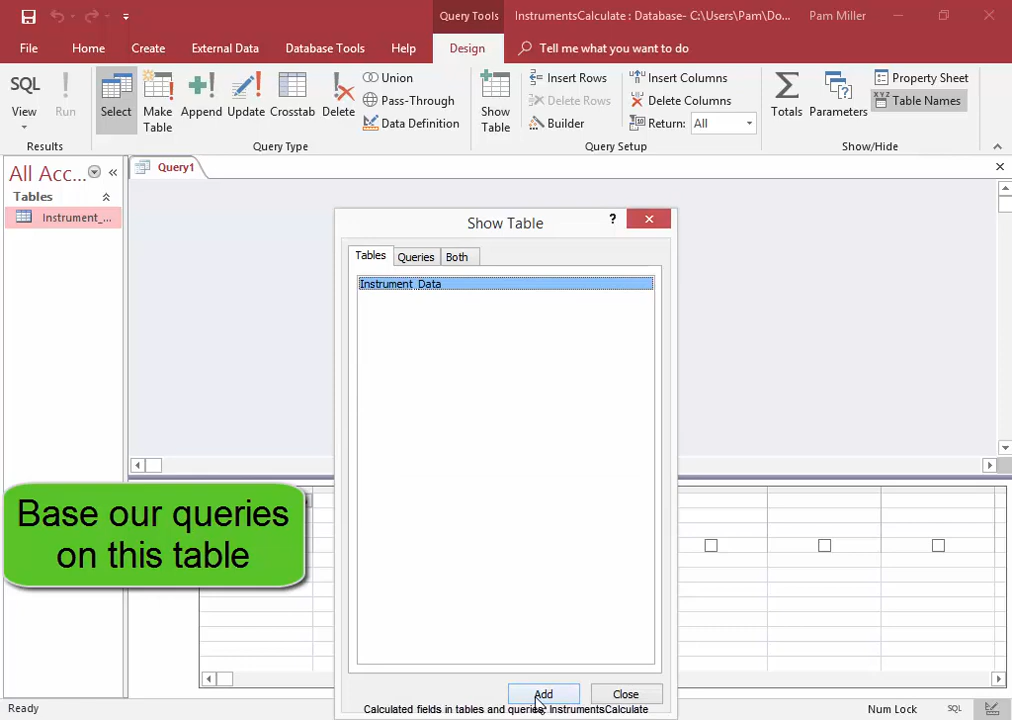 Query Tools
InstrumentsCalculate : Database- C:\Users\Pam\Do...
Pam Miller
File
Home
Create
External Data
Database Tools
Help
Design
Tell me what you want to do
SQL
View
Run
Results
Select
Make
Table
Append
Update
Crosstab
Delete
Union
Pass-Through
Data Definition
Query Type
Show
Table
Insert Rows
Delete Rows
Builder
Insert Columns
Delete Columns
Return:
All
Query Setup
Totals
Parameters
Property Sheet
Table Names
Show/Hide
All Acc...
Tables
Instrument_...
Query1
Show Table
?
Tables
Queries
Both
Instrument_Data
Base our queries
on this table
Add
Close
Calculated fields in tables and queries: InstrumentsCalculate
Ready
Num Lock
SQL